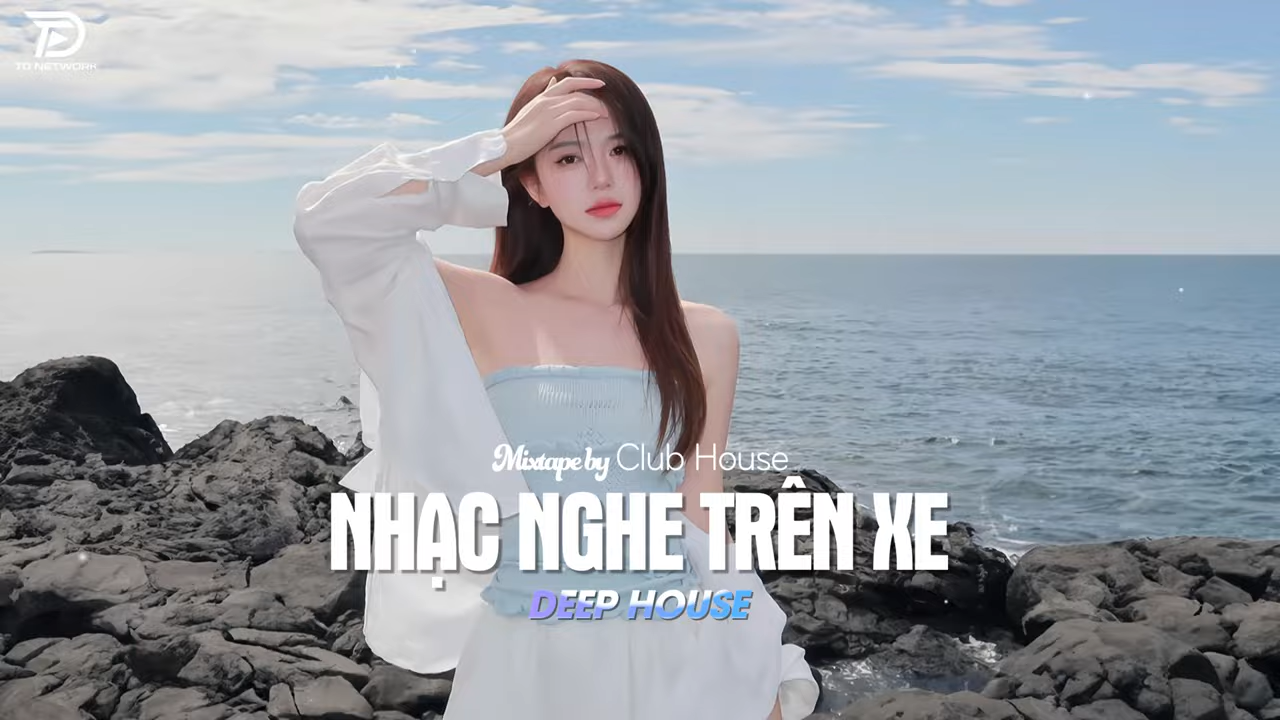 TD NETWORK
Mixtape by Club House
NHẠC NGHE TRÊN XE
DEEP HOUSE